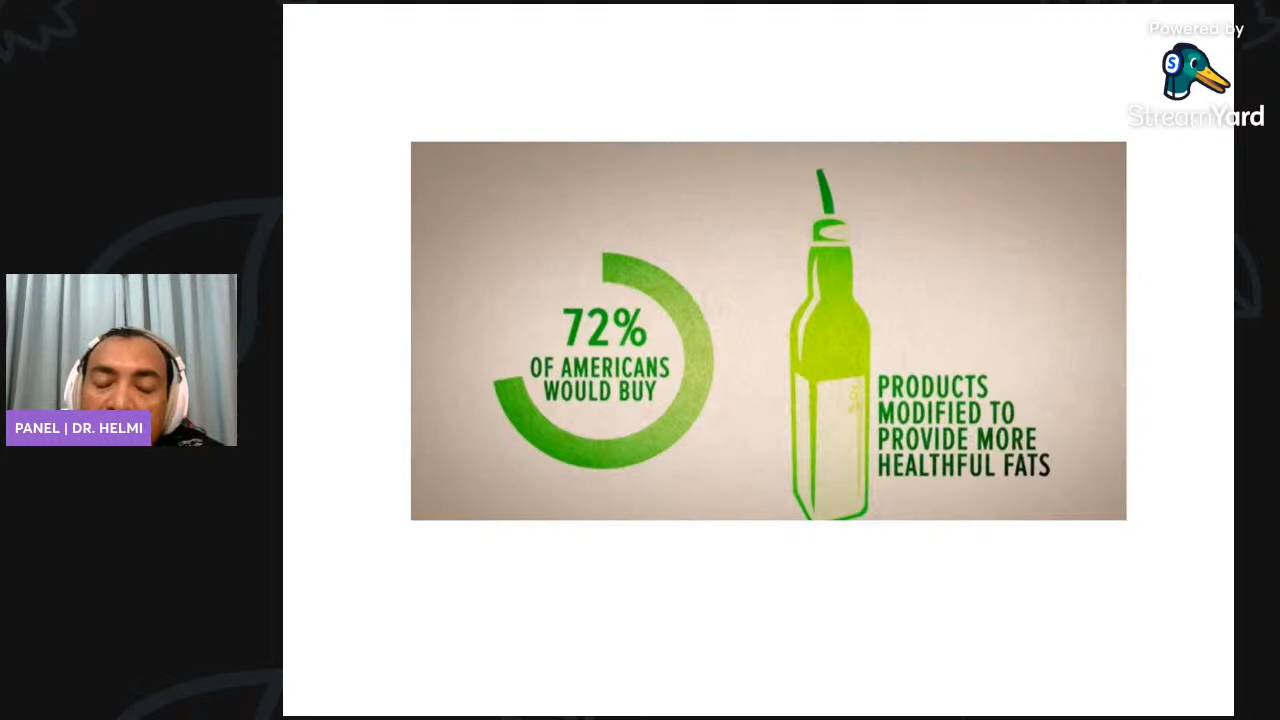 Powered by
StreamYard
72%
OF AMERICANS
WOULD BUY
PRODUCTS
MODIFIED TO
PROVIDE MORE
HEALTHFUL FATS
PANEL | DR. HELMI